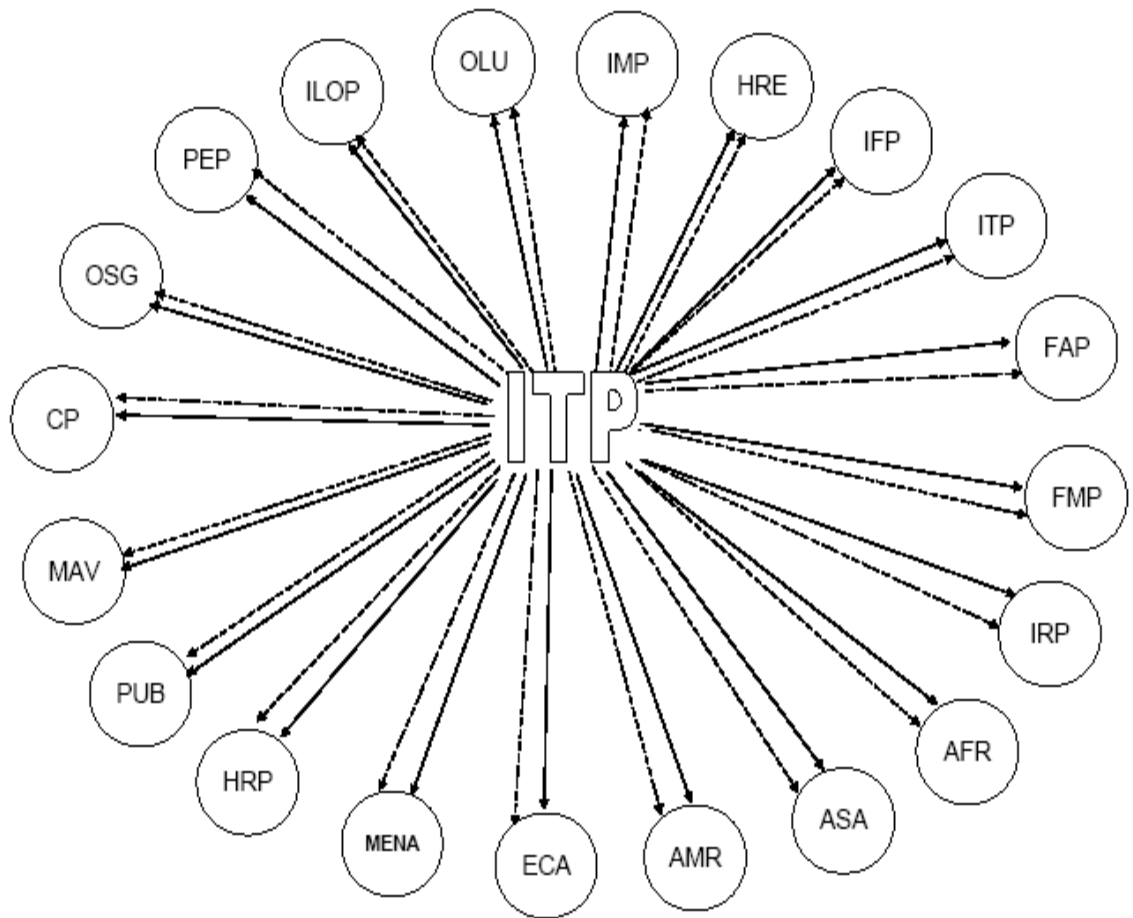 OLU
IMP
HRE
ILOP
IFP
PEP
ITP
OSG
FAP
ITP
CP
FMP
MAV
IRP
PUB
AFR
HRP
ASA
MENA
AMR
ECA